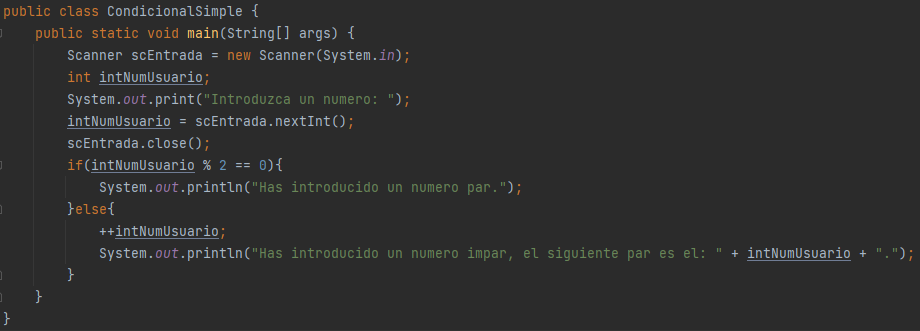 public class CondicionalSimple {
    public static void main(String[] args) {
        Scanner scEntrada = new Scanner(System.in);
        int intNumUsuario;
        System.out.print("Introduzca un numero: ");
        intNumUsuario = scEntrada.nextInt();
        scEntrada.close();
        if(intNumUsuario % 2 == 0){
            System.out.println("Has introducido un numero par.");
        }else{
            ++intNumUsuario;
            System.out.println("Has introducido un numero impar, el siguiente par es el: " + intNumUsuario + ".");
        }
    }
}